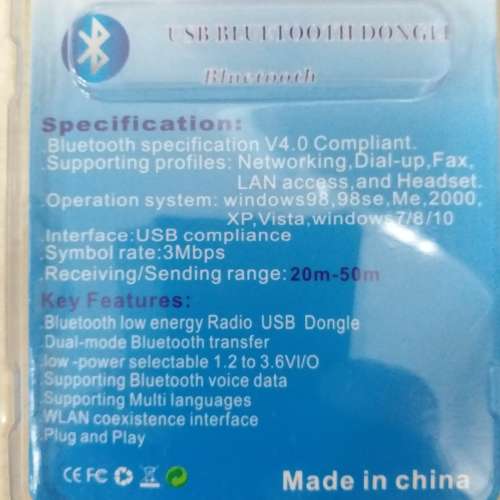 USB BLUETOOTH DONGLE
Bluetooth
Specification:
.Bluetooth specification V4.0 Compliant.
.Supporting profiles: Networking,Dial-up,Fax,
LAN access,and Headset.
.Operation system: windows98,98se,Me,2000,
XP,Vista,windows7/8/10
.Interface:USB compliance
.Symbol rate:3Mbps
.Receiving/Sending range: 20m-50m
Key Features:
.Bluetooth low energy Radio USB Dongle
.Dual-mode Bluetooth transfer
.low -power selectable 1.2 to 3.6VI/O
.Supporting Bluetooth voice data
.Supporting Multi languages
.WLAN coexistence interface
.Plug and Play
CE FC
Made in china